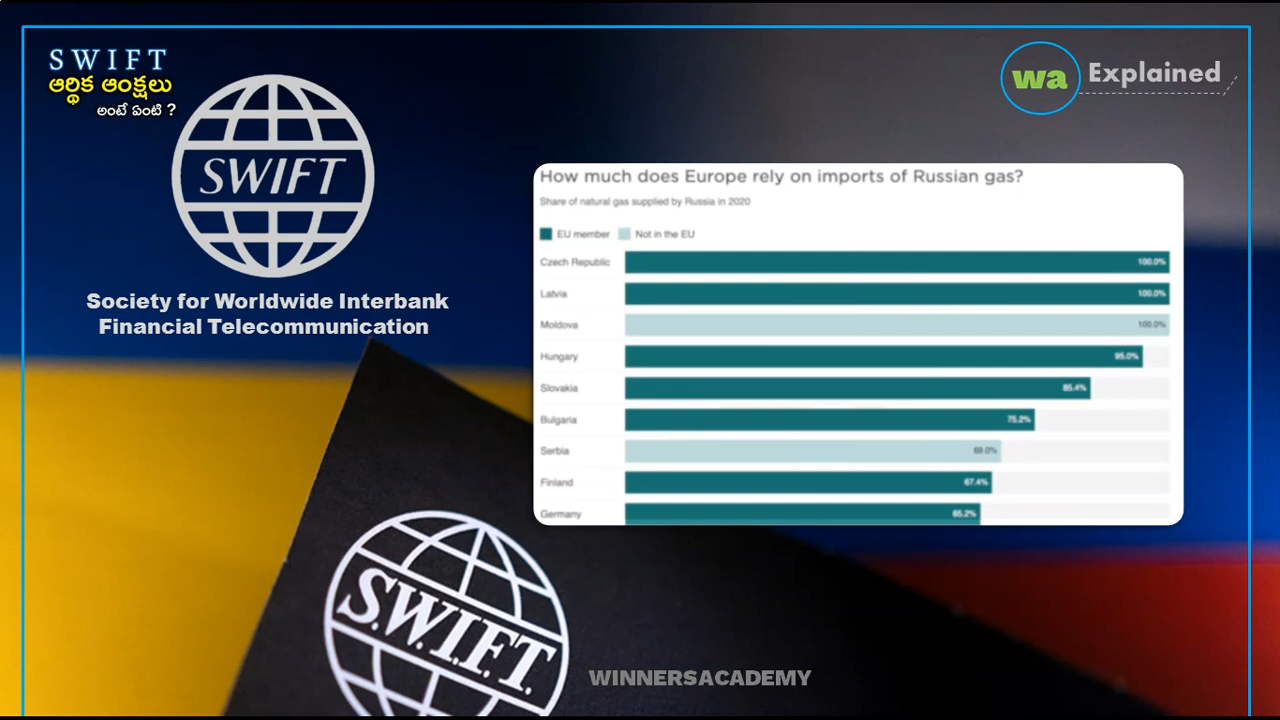 SWIFT
ఆర్థిక ఆంక్షలు
అంటే ఏంటి ?
SWIFT
Society for Worldwide Interbank
Financial Telecommunication
wa Explained
How much does Europe rely on imports of Russian gas?
Share of natural gas supplied by Russia in 2020
EU member Not in the EU
Czech Republic 100.0%
Latvia 100.0%
Moldova 100.0%
Hungary 95.0%
Slovakia 85.4%
Bulgaria 75.2%
Serbia 69.0%
Finland 67.4%
Germany 65.2%
S.W.I.F.T.
WINNERSACADEMY